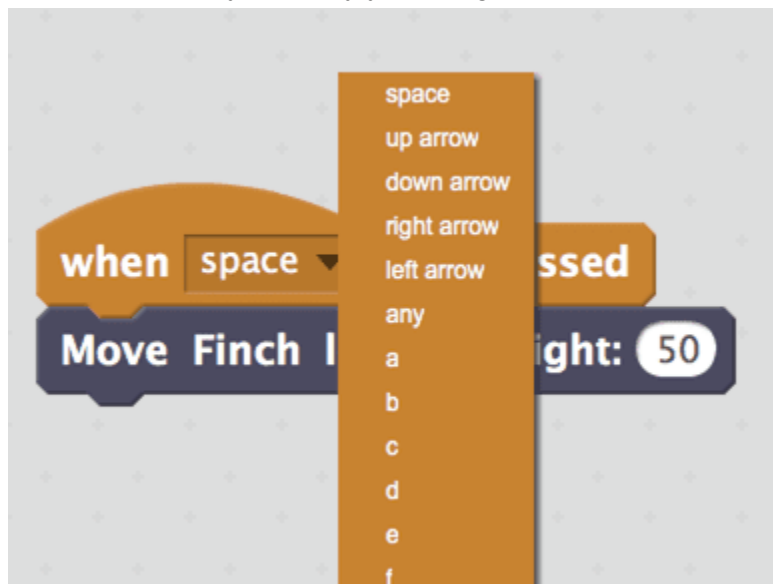 space
up arrow
down arrow
right arrow
left arrow
any
a
b
c
d
e
f
when space ssed
Move Finch l ight: 50